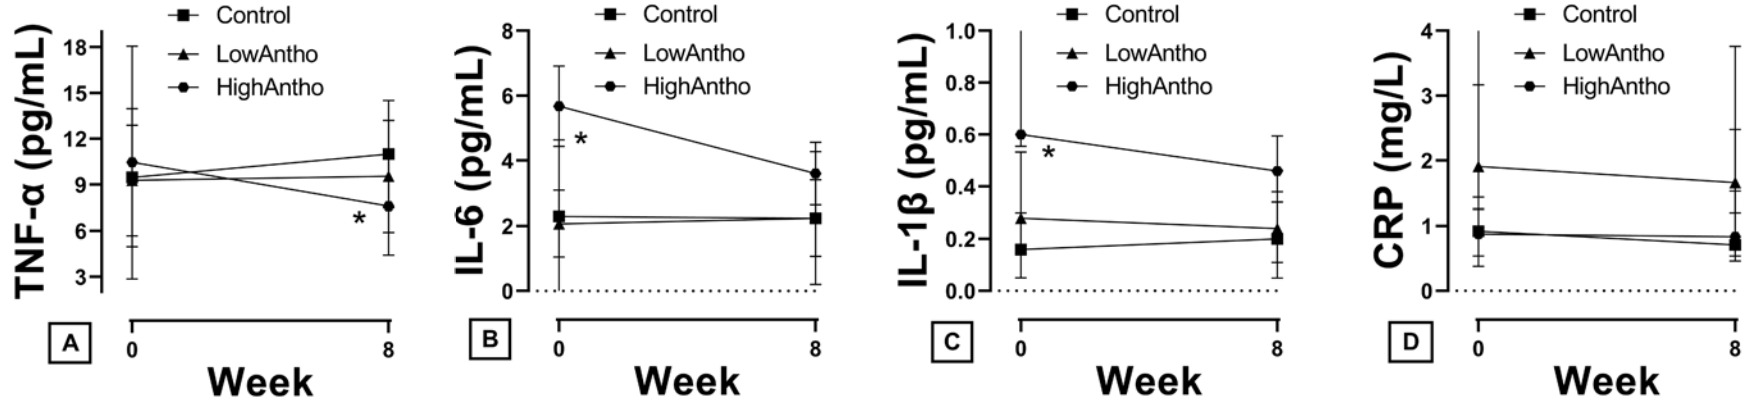 TNF-α (pg/mL)
18
15
12
9
6
3
Control
LowAntho
HighAntho
*
0
8
Week
A
IL-6 (pg/mL)
8
6
4
2
0
Control
LowAntho
HighAntho
*
0
8
Week
B
IL-1β (pg/mL)
1.0
0.8
0.6
0.4
0.2
0.0
Control
LowAntho
HighAntho
*
0
8
Week
C
CRP (mg/L)
4
3
2
1
0
Control
LowAntho
HighAntho
0
8
Week
D